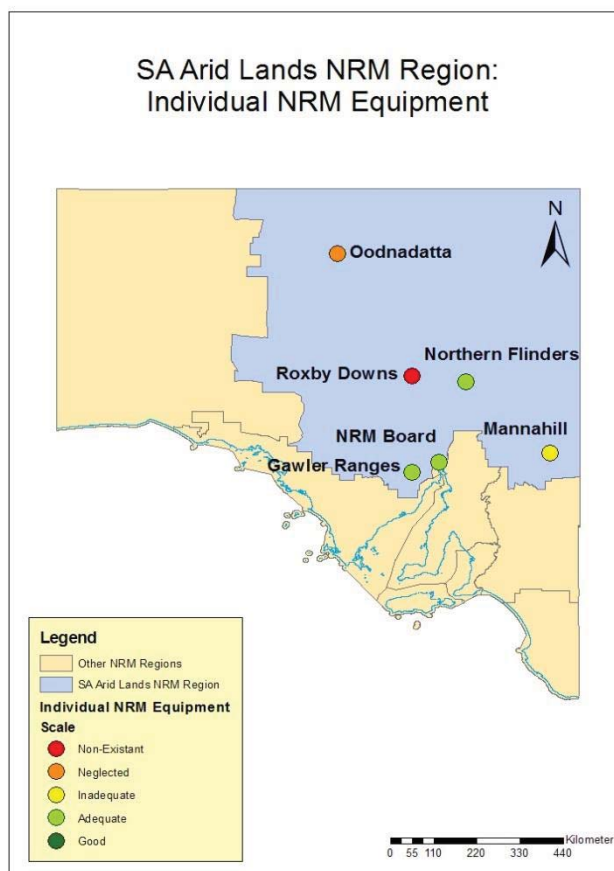 SA Arid Lands NRM Region:
Individual NRM Equipment
N
Oodnadatta
Northern Flinders
Roxby Downs
NRM Board
Mannahill
Gawler Ranges
Legend
Other NRM Regions
SA Arid Lands NRM Region
Individual NRM Equipment
Scale
Non-Existant
Neglected
Inadequate
Adequate
Good
Kilometer
0 55 110 220 330 440